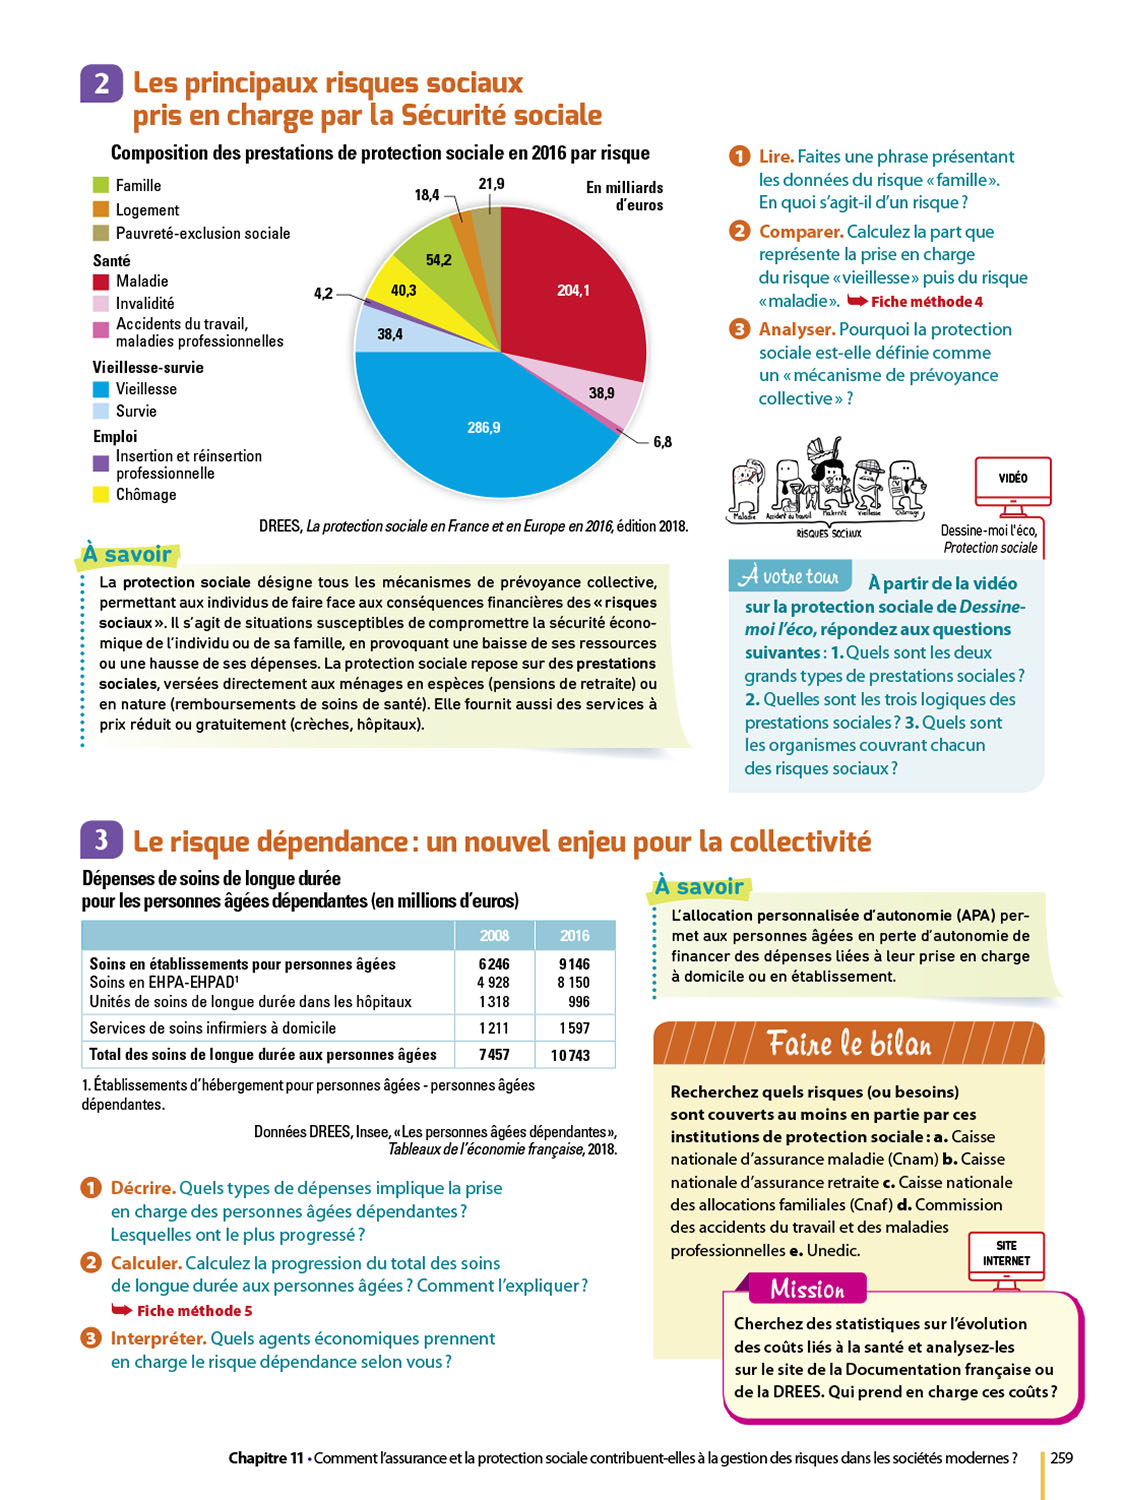 2 Les principaux risques sociaux
pris en charge par la Sécurité sociale
Composition des prestations de protection sociale en 2016 par risque
Famille
Logement
Pauvreté-exclusion sociale
Santé
Maladie
Invalidité
Accidents du travail,
maladies professionnelles
Vieillesse-survie
Vieillesse
Survie
Emploi
Insertion et réinsertion
professionnelle
Chômage
En milliards
d'euros
21,9
18,4
54,2
40,3
4,2
38,4
286,9
204,1
38,9
6,8
DREES, La protection sociale en France et en Europe en 2016, édition 2018.
À savoir
La protection sociale désigne tous les mécanismes de prévoyance collective,
permettant aux individus de faire face aux conséquences financières des « risques
sociaux ». Il s'agit de situations susceptibles de compromettre la sécurité écono-
mique de l'individu ou de sa famille, en provoquant une baisse de ses ressources
ou une hausse de ses dépenses. La protection sociale repose sur des prestations
sociales, versées directement aux ménages en espèces (pensions de retraite) ou
en nature (remboursements de soins de santé). Elle fournit aussi des services à
prix réduit ou gratuitement (crèches, hôpitaux).
1 Lire. Faites une phrase présentant
les données du risque « famille ».
En quoi s'agit-il d'un risque ?
2 Comparer. Calculez la part que
représente la prise en charge
du risque « vieillesse » puis du risque
« maladie ». Fiche méthode 4
3 Analyser. Pourquoi la protection
sociale est-elle définie comme
un « mécanisme de prévoyance
collective » ?
Maladie Accident du travail Maternité Vieillesse Chômage
RISQUES SOCIAUX
VIDÉO
Dessine-moi l'éco,
Protection sociale
À votre tour À partir de la vidéo
sur la protection sociale de Dessine-
moi l'éco, répondez aux questions
suivantes : 1. Quels sont les deux
grands types de prestations sociales ?
2. Quelles sont les trois logiques des
prestations sociales ? 3. Quels sont
les organismes couvrant chacun
des risques sociaux ?
3 Le risque dépendance : un nouvel enjeu pour la collectivité
Dépenses de soins de longue durée
pour les personnes âgées dépendantes (en millions d'euros)
2008 2016
Soins en établissements pour personnes âgées 6 246 9 146
Soins en EHPA-EHPAD¹ 4 928 8 150
Unités de soins de longue durée dans les hôpitaux 1 318 996
Services de soins infirmiers à domicile 1 211 1 597
Total des soins de longue durée aux personnes âgées 7 457 10 743
1. Établissements d'hébergement pour personnes âgées - personnes âgées
dépendantes.
Données DREES, Insee, « Les personnes âgées dépendantes »,
Tableaux de l'économie française, 2018.
1 Décrire. Quels types de dépenses implique la prise
en charge des personnes âgées dépendantes ?
Lesquelles ont le plus progressé ?
2 Calculer. Calculez la progression du total des soins
de longue durée aux personnes âgées ? Comment l'expliquer ?
Fiche méthode 5
3 Interpréter. Quels agents économiques prennent
en charge le risque dépendance selon vous ?
À savoir
L'allocation personnalisée d'autonomie (APA) per-
met aux personnes âgées en perte d'autonomie de
financer des dépenses liées à leur prise en charge
à domicile ou en établissement.
Faire le bilan
Recherchez quels risques (ou besoins)
sont couverts au moins en partie par ces
institutions de protection sociale : a. Caisse
nationale d'assurance maladie (Cnam) b. Caisse
nationale d'assurance retraite c. Caisse nationale
des allocations familiales (Cnaf) d. Commission
des accidents du travail et des maladies
professionnelles e. Unedic.
SITE
INTERNET
Mission
Cherchez des statistiques sur l'évolution
des coûts liés à la santé et analysez-les
sur le site de la Documentation française ou
de la DREES. Qui prend en charge ces coûts ?
Chapitre 11 • Comment l'assurance et la protection sociale contribuent-elles à la gestion des risques dans les sociétés modernes ? 259